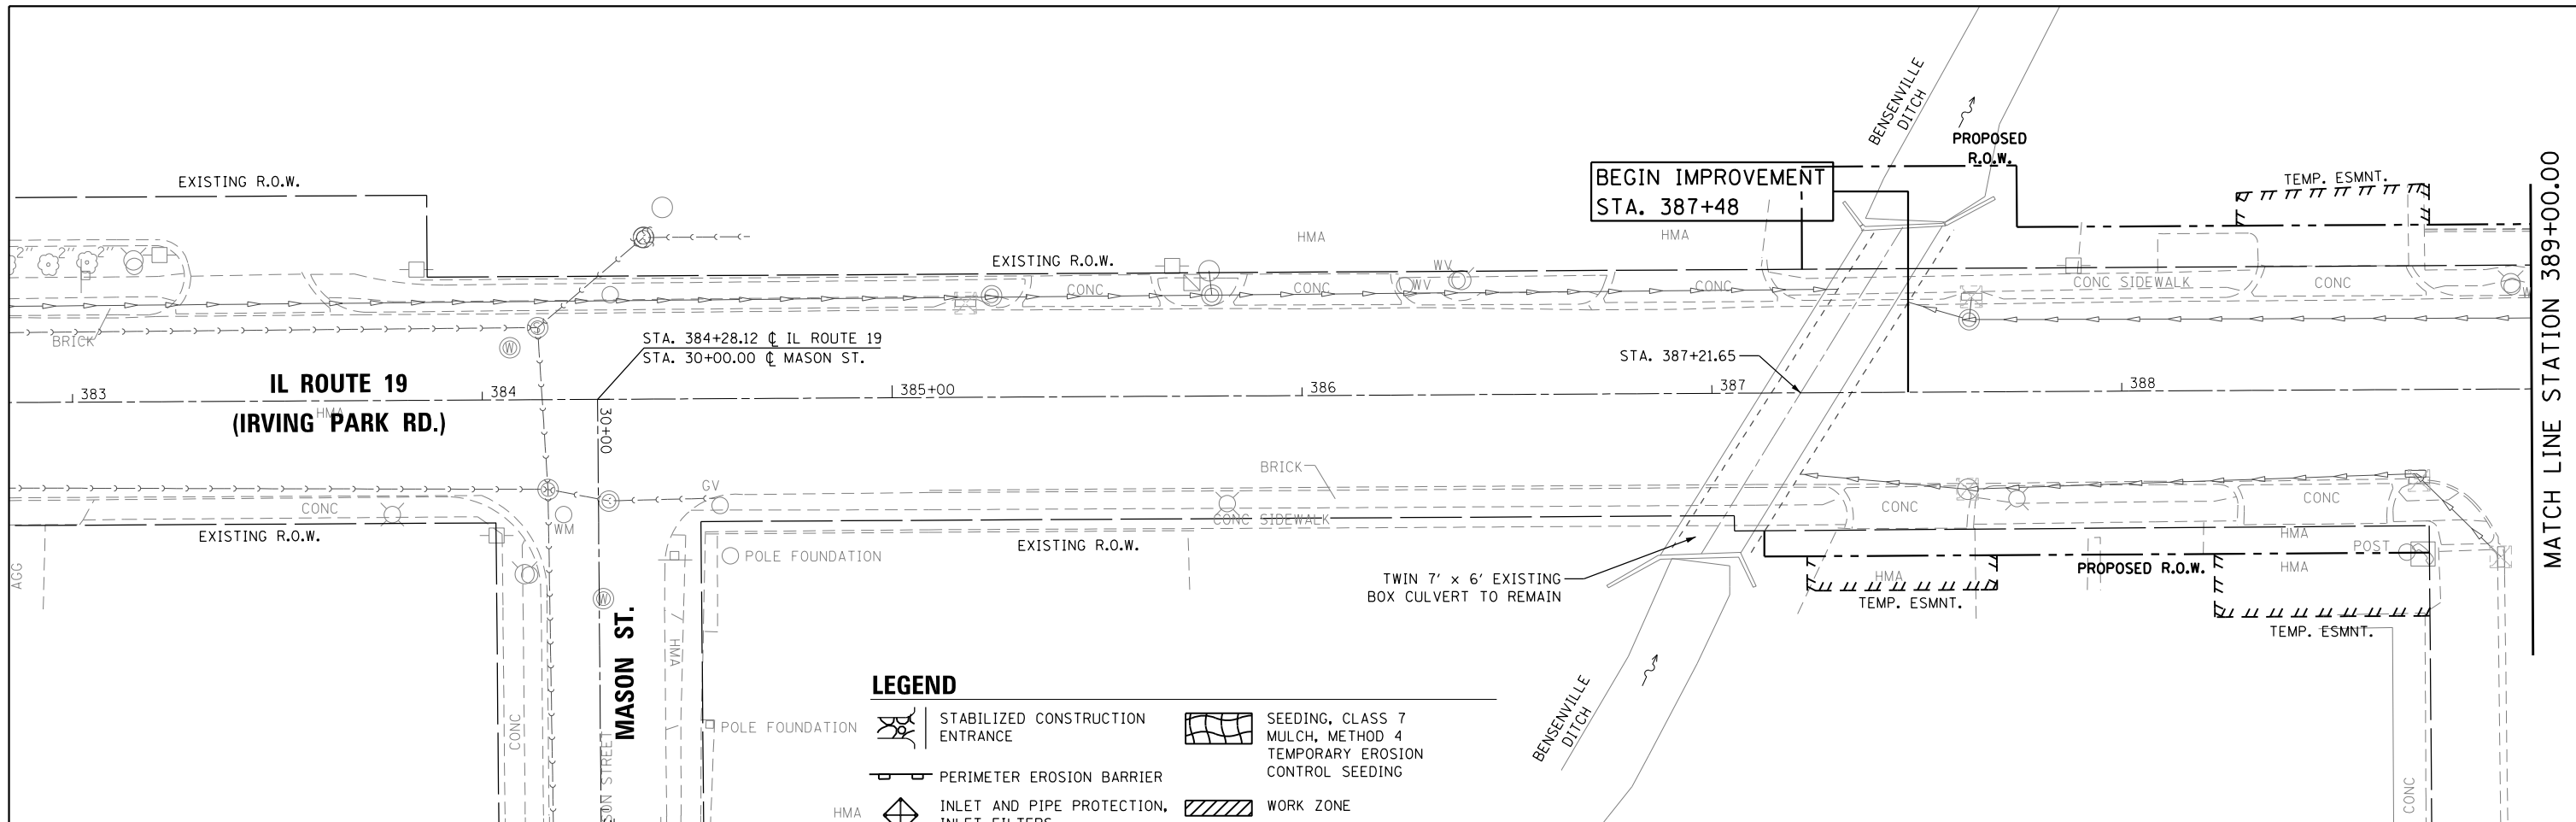 BENSENVILLE
DITCH
PROPOSED
R.O.W.
BEGIN IMPROVEMENT
STA. 387+48
TEMP. ESMNT.
MATCH LINE STATION 389+00.00
EXISTING R.O.W.
2" 2" 2"
HMA
HMA
EXISTING R.O.W.
WV
WV
CONC
CONC
CONC
CONC SIDEWALK
CONC
BRICK
W
STA. 384+28.12 ℄ IL ROUTE 19
STA. 30+00.00 ℄ MASON ST.
STA. 387+21.65
383
384
385+00
386
387
388
IL ROUTE 19
HMA
(IRVING PARK RD.)
30+00
BRICK
GV
CONC
WM
CONC SIDEWALK
CONC
CONC
EXISTING R.O.W.
EXISTING R.O.W.
POLE FOUNDATION
HMA
POST
AGG
W
TWIN 7' x 6' EXISTING
BOX CULVERT TO REMAIN
HMA
PROPOSED R.O.W.
HMA
TEMP. ESMNT.
TEMP. ESMNT.
MASON ST.
HMA
CONC
POLE FOUNDATION
BENSENVILLE
DITCH
CONC
HMA
LEGEND
STABILIZED CONSTRUCTION
ENTRANCE
PERIMETER EROSION BARRIER
INLET AND PIPE PROTECTION,
INLET FILTERS
SEEDING, CLASS 7
MULCH, METHOD 4
TEMPORARY EROSION
CONTROL SEEDING
WORK ZONE